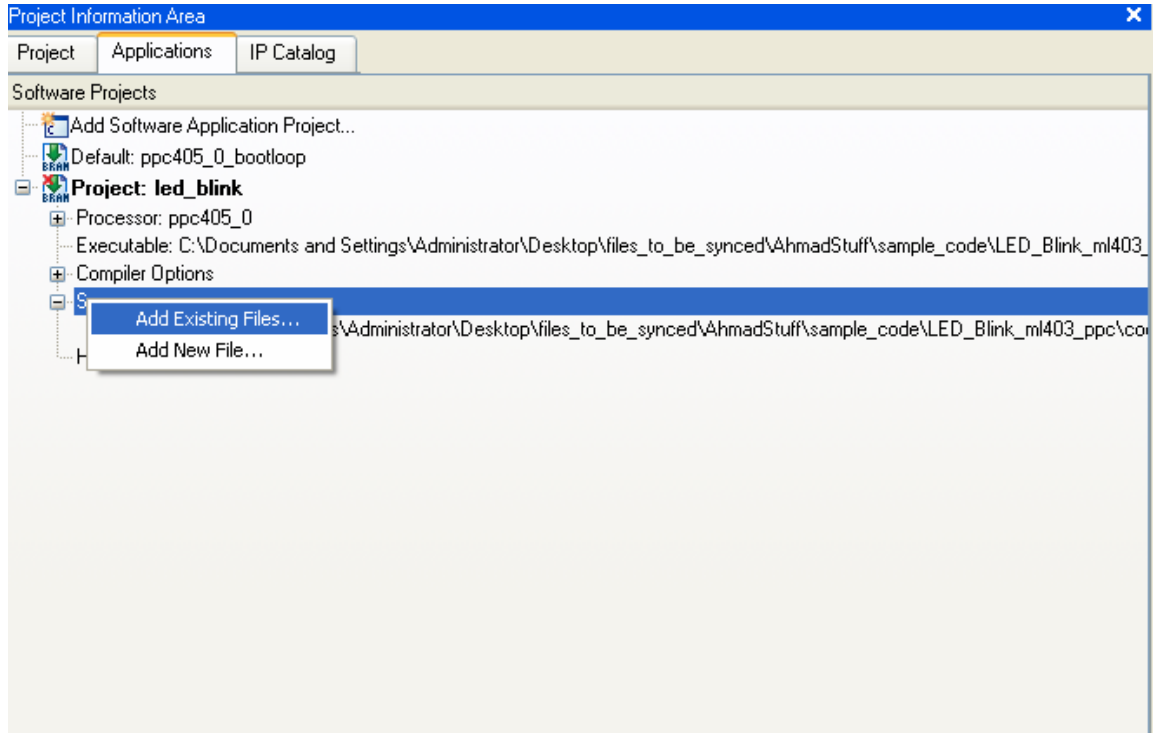 Project Information Area
Project Applications IP Catalog
Software Projects
Add Software Application Project...
Default: ppc405_0_bootloop
Project: led_blink
Processor: ppc405_0
Executable: C:\Documents and Settings\Administrator\Desktop\files_to_be_synced\AhmadStuff\sample_code\LED_Blink_ml403_
Compiler Options
S
Add Existing Files...
s\Administrator\Desktop\files_to_be_synced\AhmadStuff\sample_code\LED_Blink_ml403_ppc\co
Add New File...
H